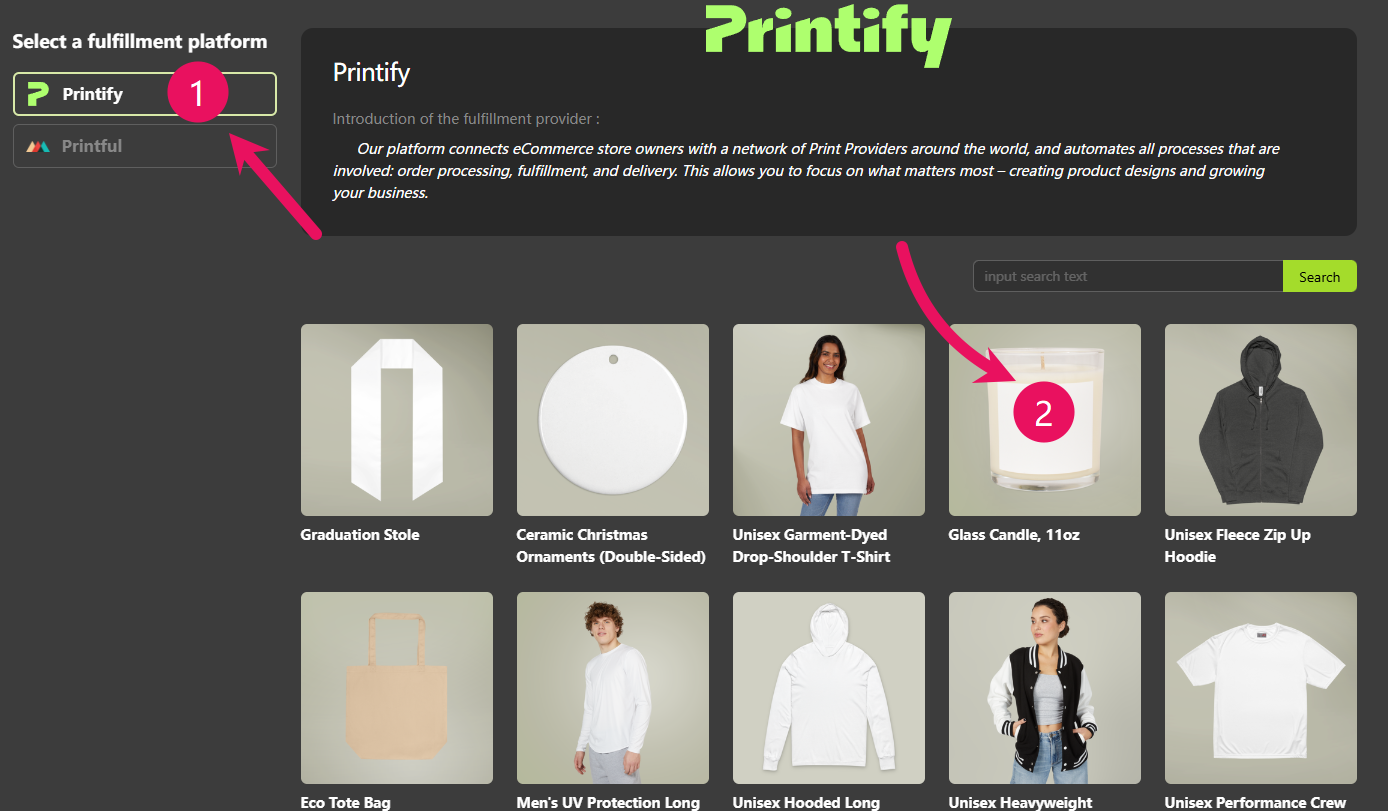 Printify
Select a fulfillment platform
Printify
1
Printful
Printify
Introduction of the fulfillment provider :
Our platform connects eCommerce store owners with a network of Print Providers around the world, and automates all processes that are
involved: order processing, fulfillment, and delivery. This allows you to focus on what matters most – creating product designs and growing
your business.
input search text
Search
2
Graduation Stole
Ceramic Christmas
Ornaments (Double-Sided)
Unisex Garment-Dyed
Drop-Shoulder T-Shirt
Glass Candle, 11oz
Unisex Fleece Zip Up
Hoodie
Eco Tote Bag
Men's UV Protection Long
Unisex Hooded Long
Unisex Heavyweight
Unisex Performance Crew